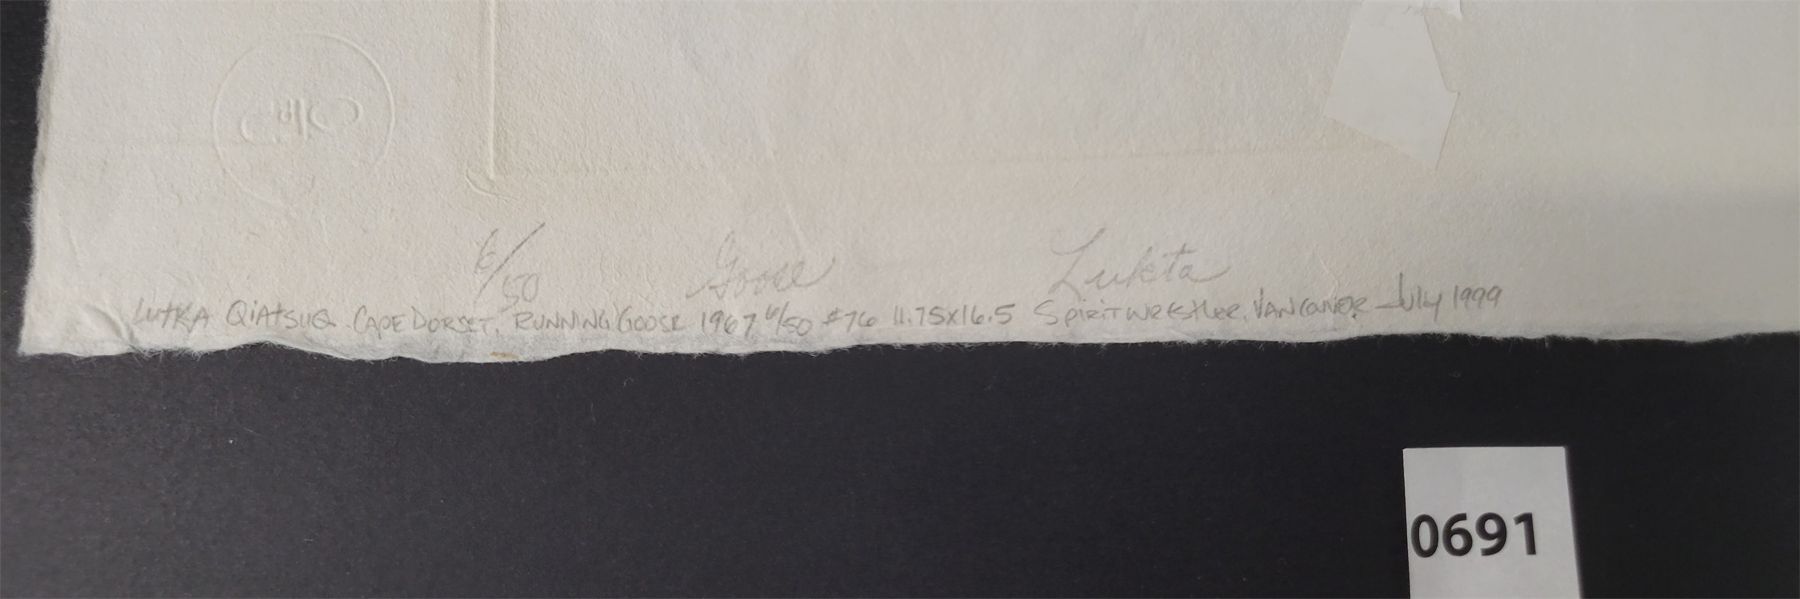 6/50 Goose Lukta
LUTKA QIATSUQ. CAPE DORSET, RUNNING GOOSE 1967 6/50 #76 11.75X16.5 SPIRIT WRESTLER, VANCOUVER JULY 1999
0691